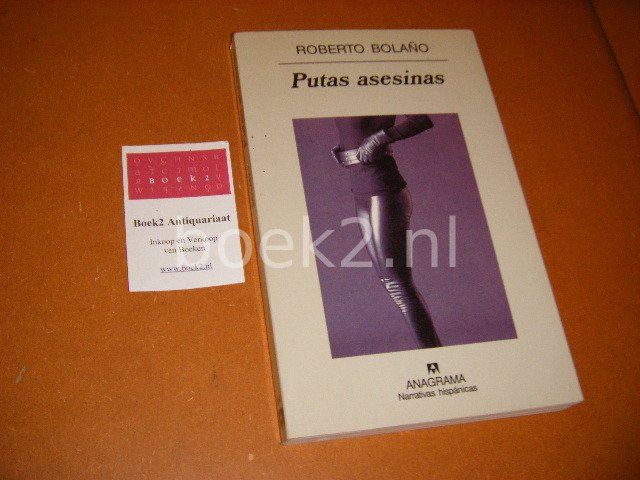 ROBERTO BOLAÑO
Putas asesinas
ANAGRAMA
Narrativas hispánicas
BOEK2
Boek2 Antiquariaat
Inkoop en Verkoop
van Boeken
www.Boek2.nl
boek2.nl